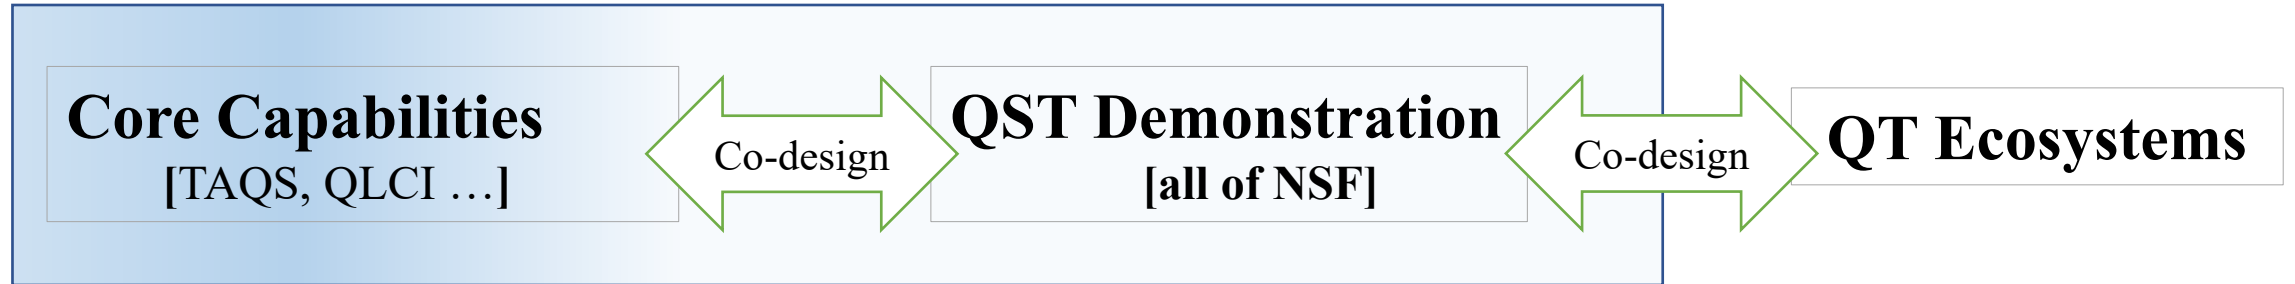 Core Capabilities
[TAQS, QLCI …]
Co-design
QST Demonstration
[all of NSF]
Co-design
QT Ecosystems